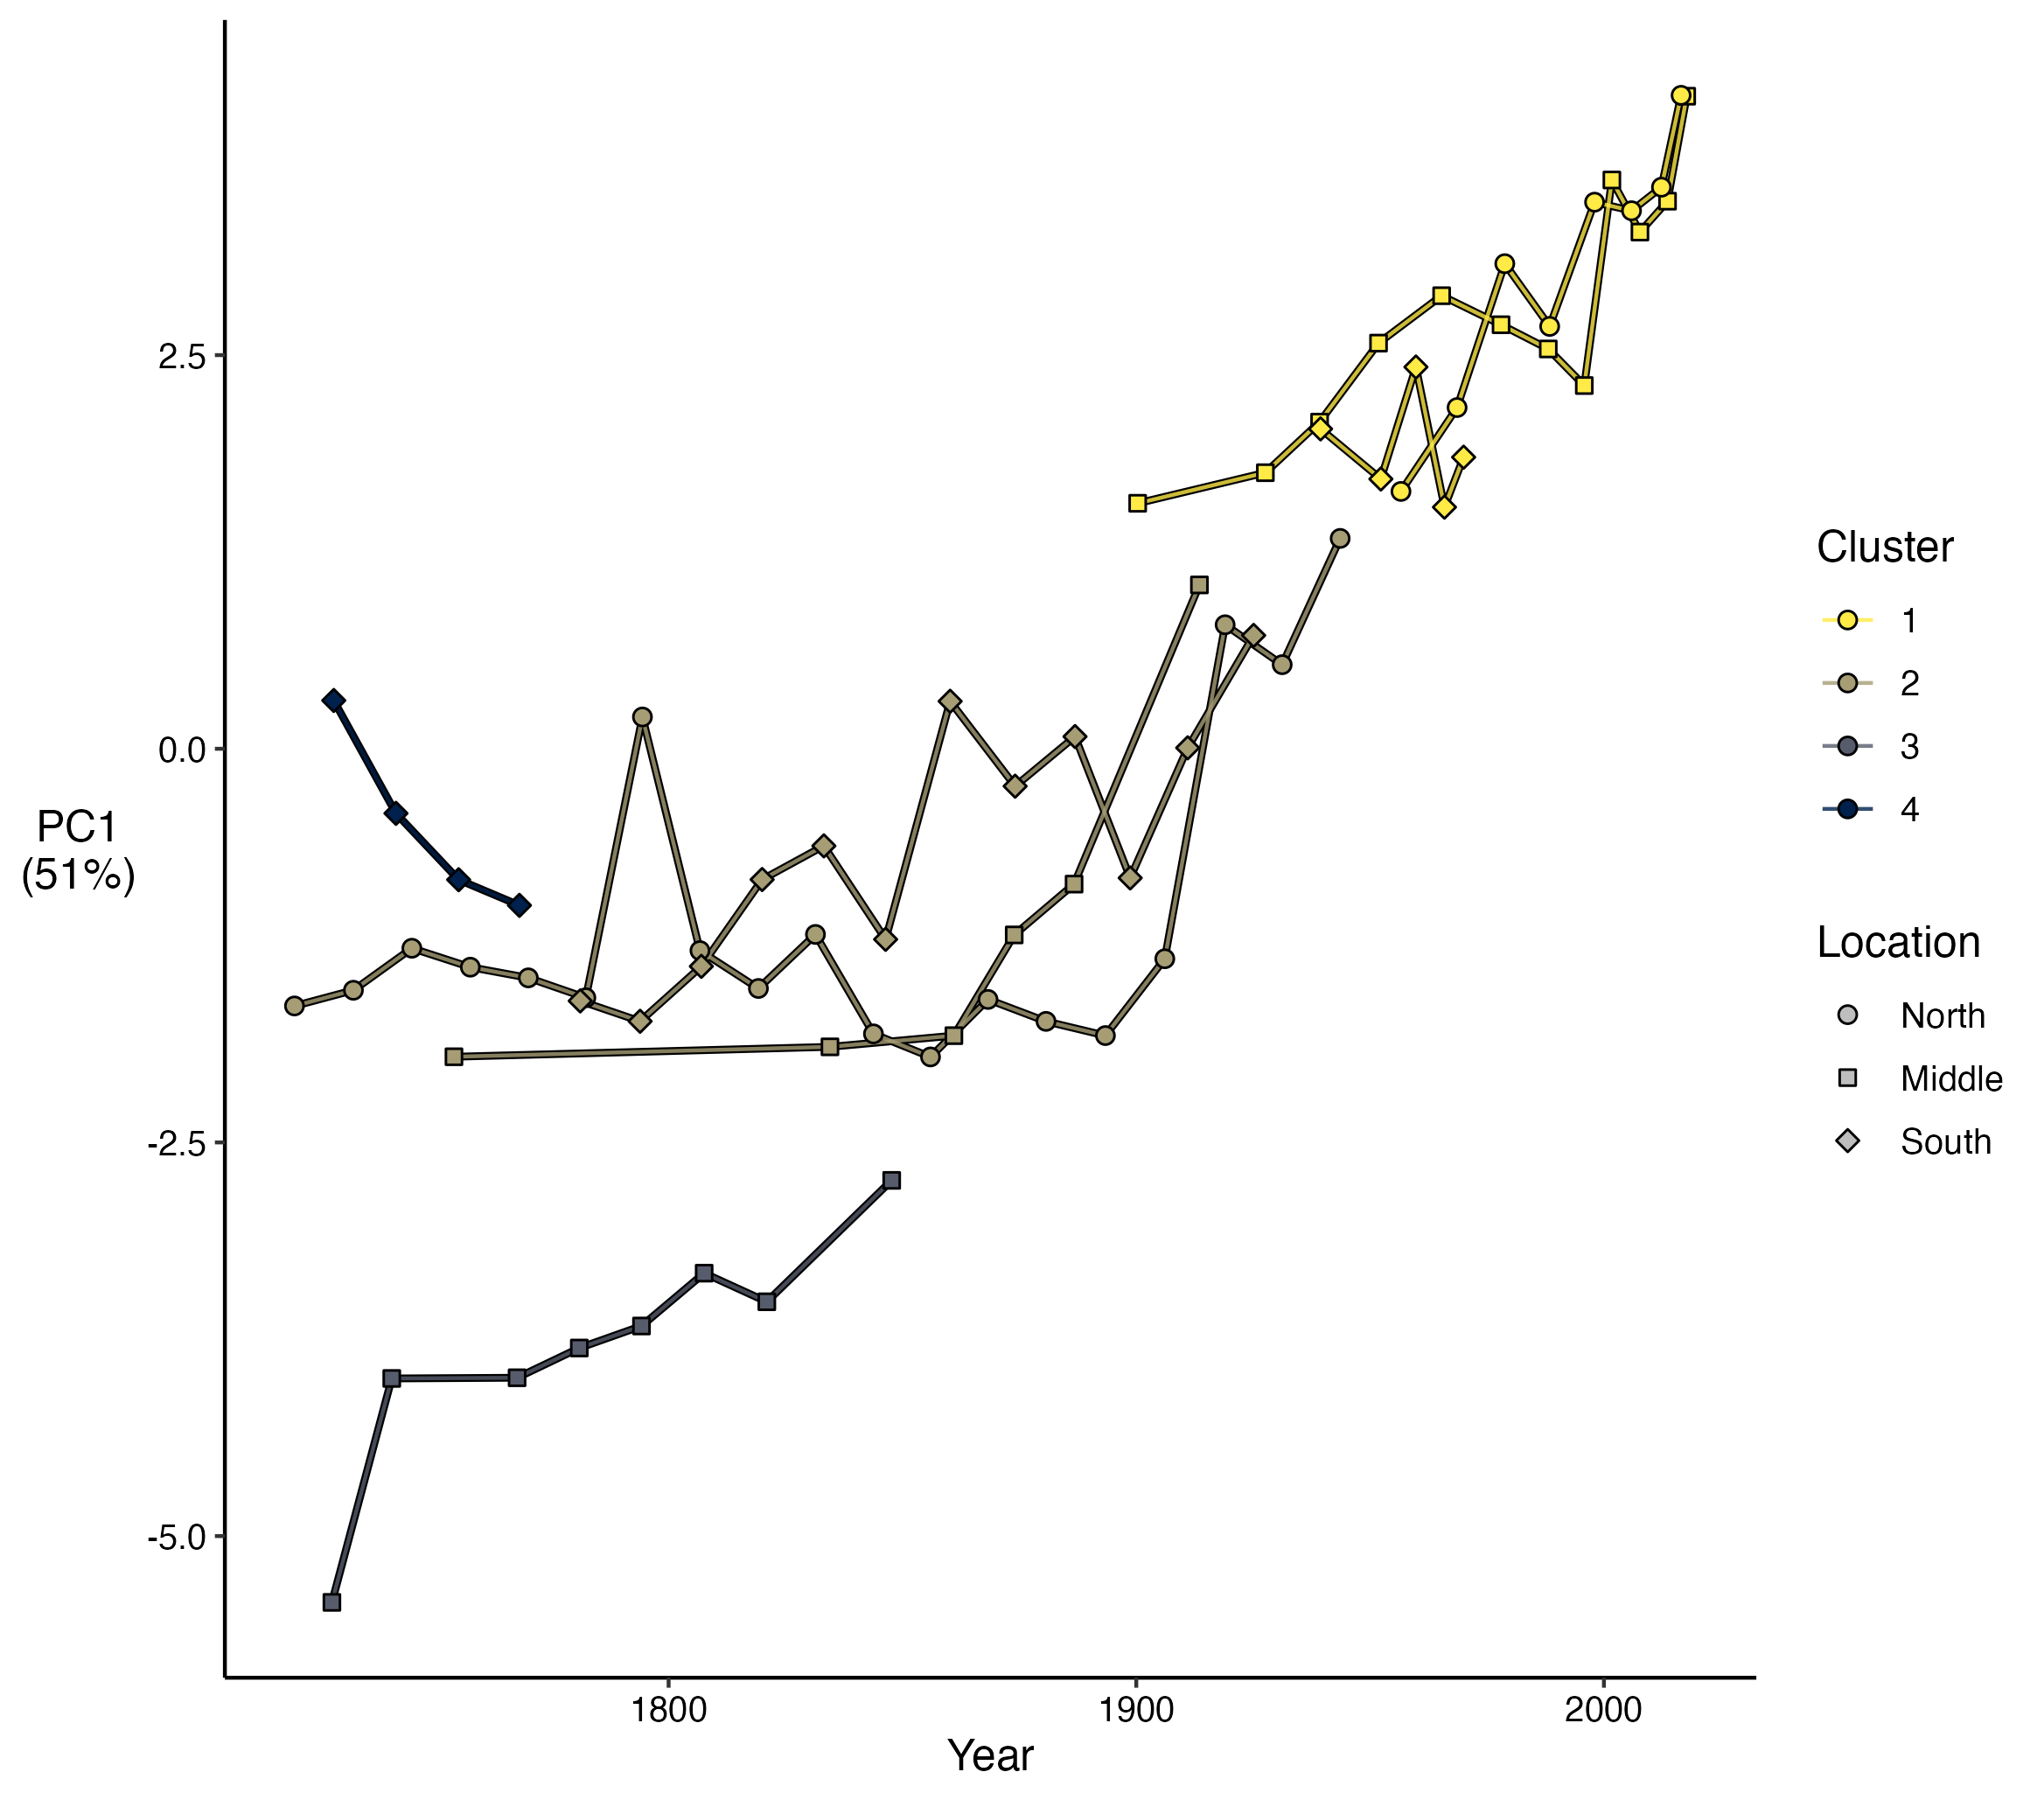 PC1
(51%)
2.5
0.0
-2.5
-5.0
1800
1900
2000
Year
Cluster
1
2
3
4
Location
North
Middle
South